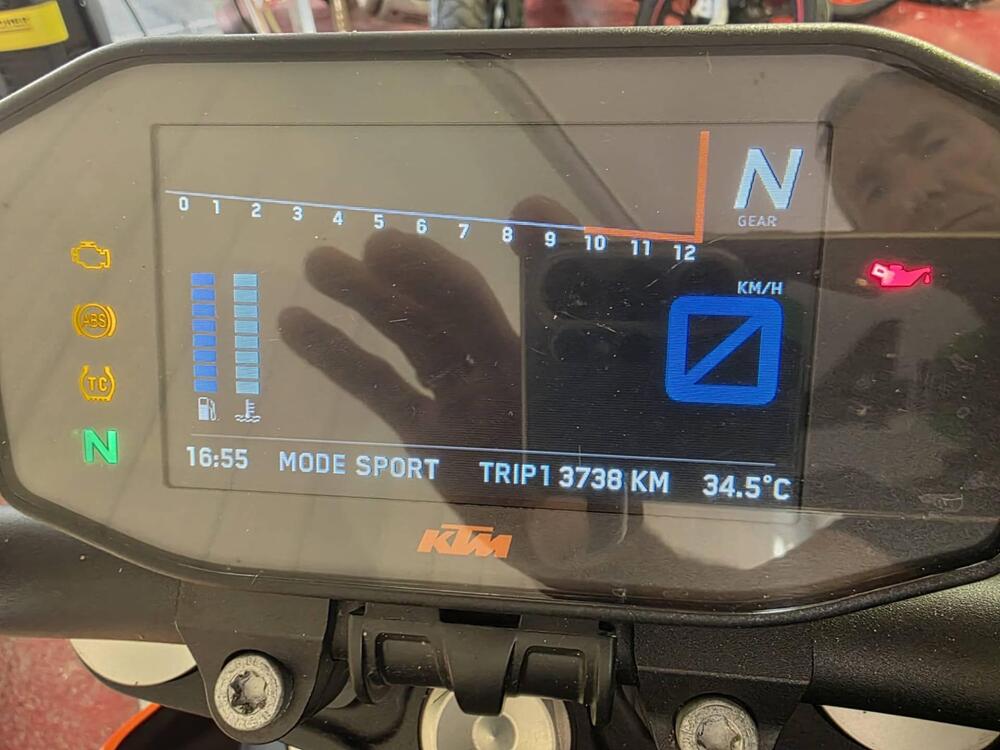 0 1 2 3 4 5 6 7 8 9 10 11 12
N
GEAR
KM/H
0
ABS
TC
N
16:55 MODE SPORT TRIP1 3738 KM 34.5°C
KTM